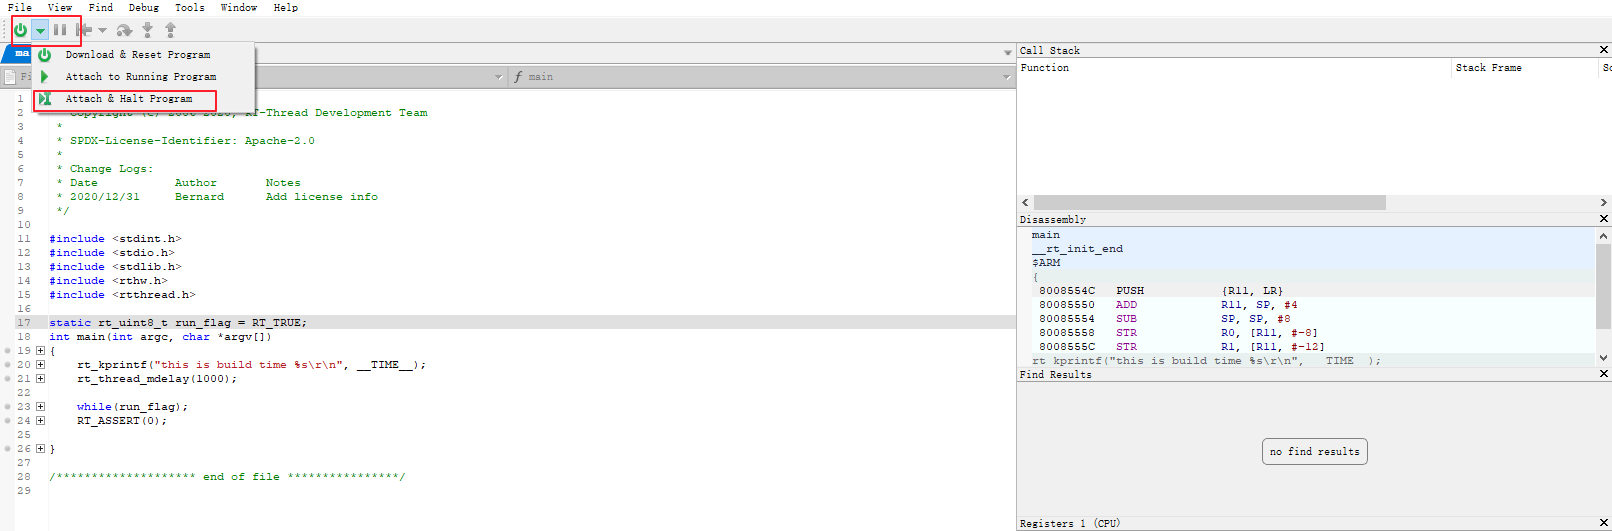 File View Find Debug Tools Window Help
Download & Reset Program
Attach to Running Program
Attach & Halt Program
main
1
2 Copyright (c) 2006-2020, RT-Thread Development Team
3 *
4 * SPDX-License-Identifier: Apache-2.0
5 *
6 * Change Logs:
7 * Date Author Notes
8 * 2020/12/31 Bernard Add license info
9 */
10
11 #include <stdint.h>
12 #include <stdio.h>
13 #include <stdlib.h>
14 #include <rthw.h>
15 #include <rtthread.h>
16
17 static rt_uint8_t run_flag = RT_TRUE;
18 int main(int argc, char *argv[])
19 {
20 rt_kprintf("this is build time %s\r\n", __TIME__);
21 rt_thread_mdelay(1000);
22
23 while(run_flag);
24 RT_ASSERT(0);
25
26 }
27
28 /******************** end of file ****************/
29
Call Stack
Function Stack Frame
Disassembly
main
__rt_init_end
$ARM
{
8008554C PUSH {R11, LR}
80085550 ADD R11, SP, #4
80085554 SUB SP, SP, #8
80085558 STR R0, [R11, #-8]
8008555C STR R1, [R11, #-12]
rt_kprintf("this is build time %s\r\n", __TIME__);
Find Results
no find results
Registers 1 (CPU)